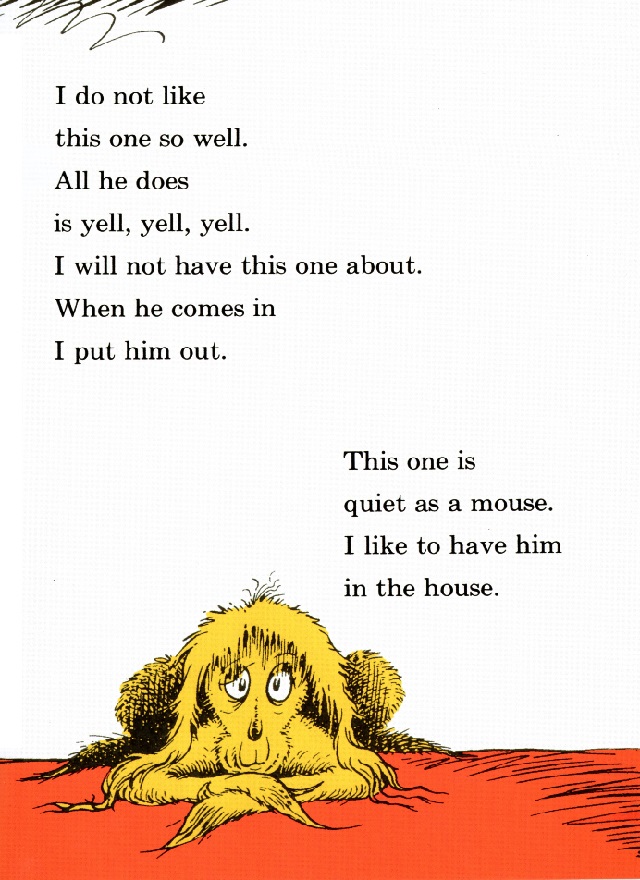 I do not like
this one so well.
All he does
is yell, yell, yell.
I will not have this one about.
When he comes in
I put him out.
This one is
quiet as a mouse.
I like to have him
in the house.